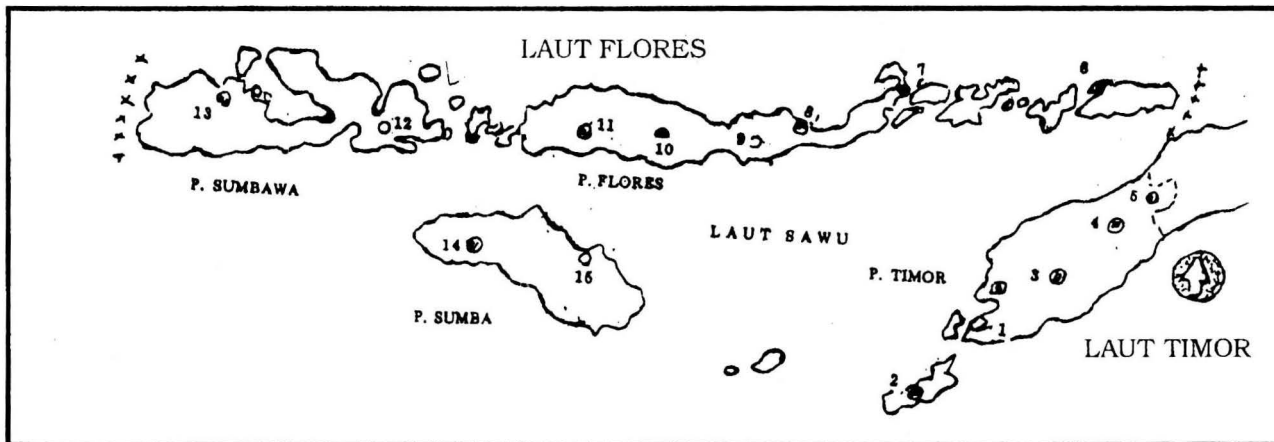 LAUT FLORES
7
6
13
12
11
10
9
8
P. SUMBAWA
P. FLORES
5
4
LAUT SAWU
14
16
P. TIMOR
3
P. SUMBA
1
LAUT TIMOR
2